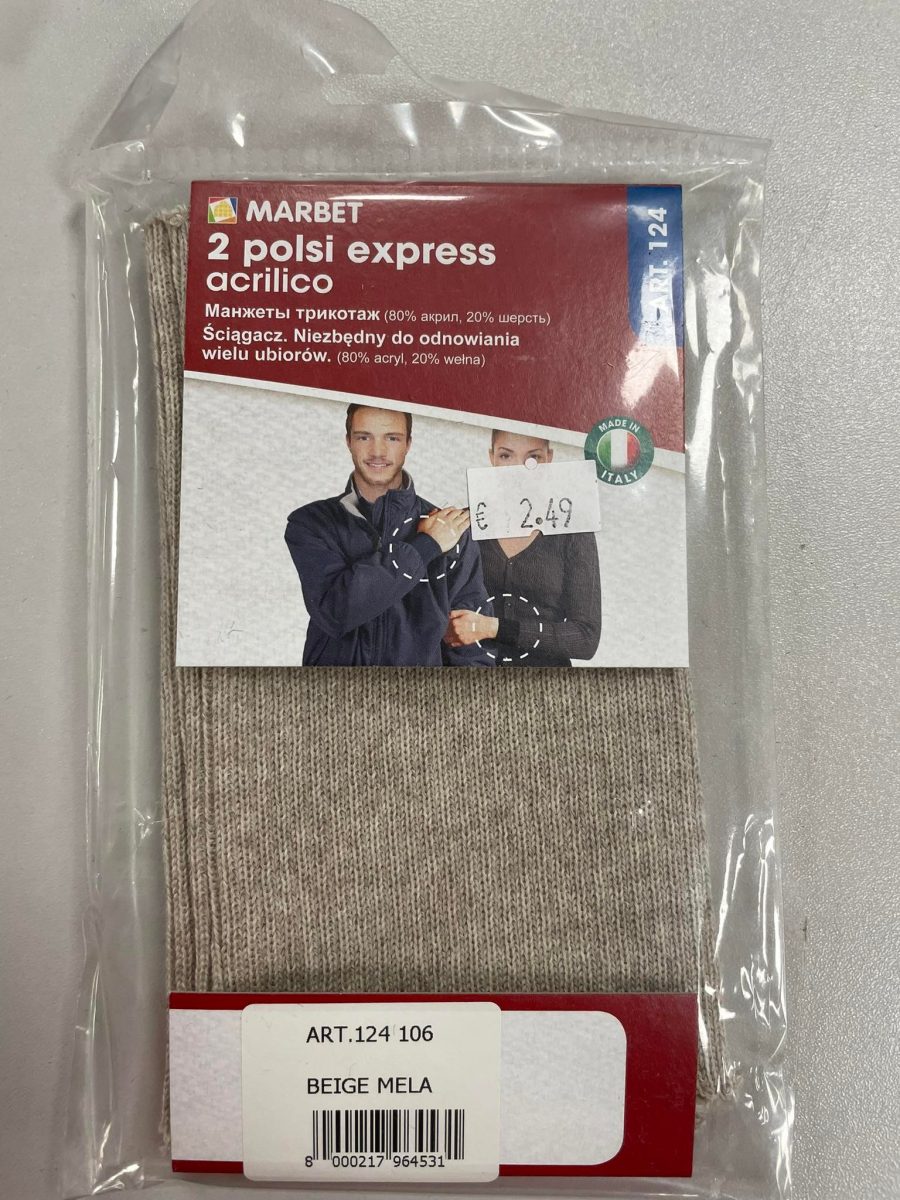 MARBET
2 polsi express
acrilico
Манжеты трикотаж (80% акрил, 20% шерсть)
Ściągacz. Niezbędny do odnowiania
wielu ubiorów. (80% acryl, 20% wełna)
ART. 124
MADE IN
ITALY
€ 2.49
ART.124 106
BEIGE MELA
8 000217 964531